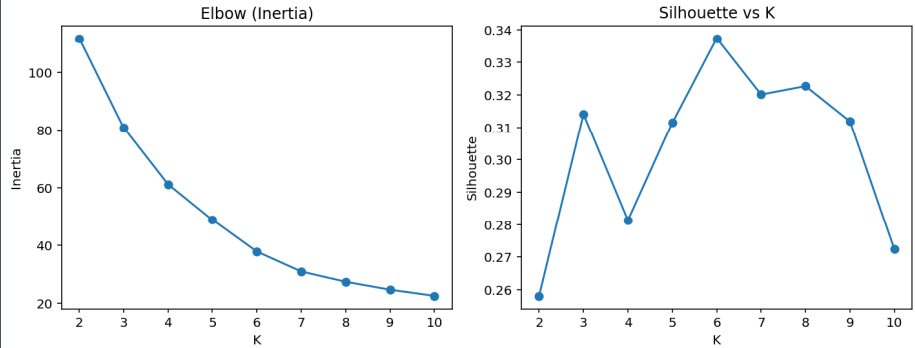 Elbow (Inertia)
100
80
60
40
20
Inertia
2 3 4 5 6 7 8 9 10
K
Silhouette vs K
0.34
0.33
0.32
0.31
0.30
0.29
0.28
0.27
0.26
Silhouette
2 3 4 5 6 7 8 9 10
K